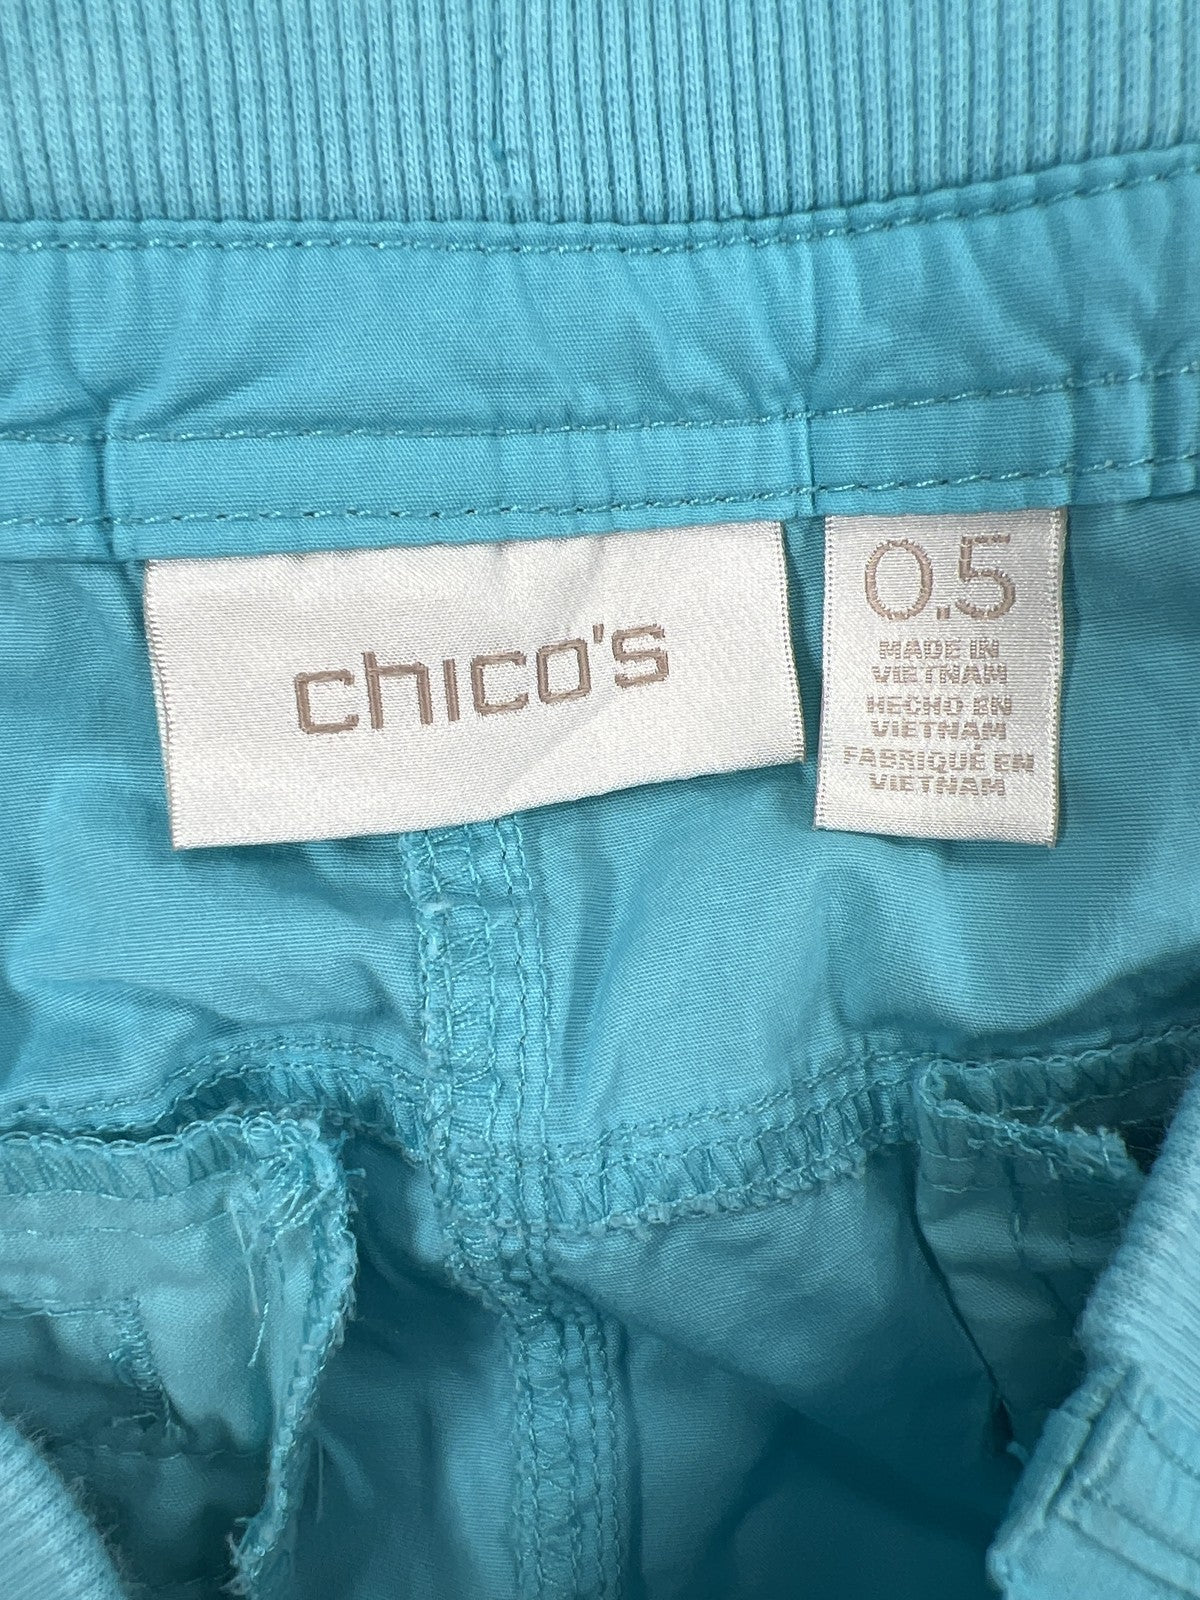 chico's
0.5
MADE IN
VIETNAM
HECHO EN
VIETNAM
FABRIQUÉ EN
VIETNAM